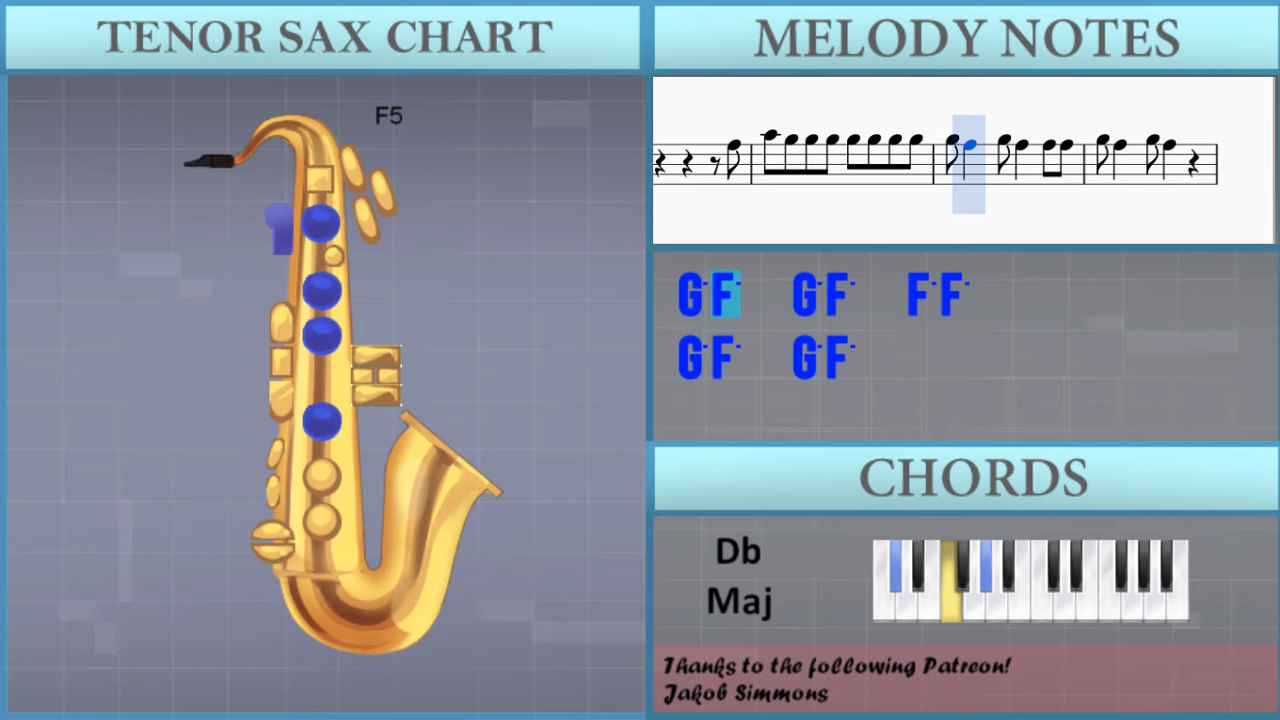 TENOR SAX CHART
F5
MELODY NOTES
G-F- G-F- F-F-
G-F- G-F-
CHORDS
Db
Maj
Thanks to the following Patreon!
Jakob Simmons